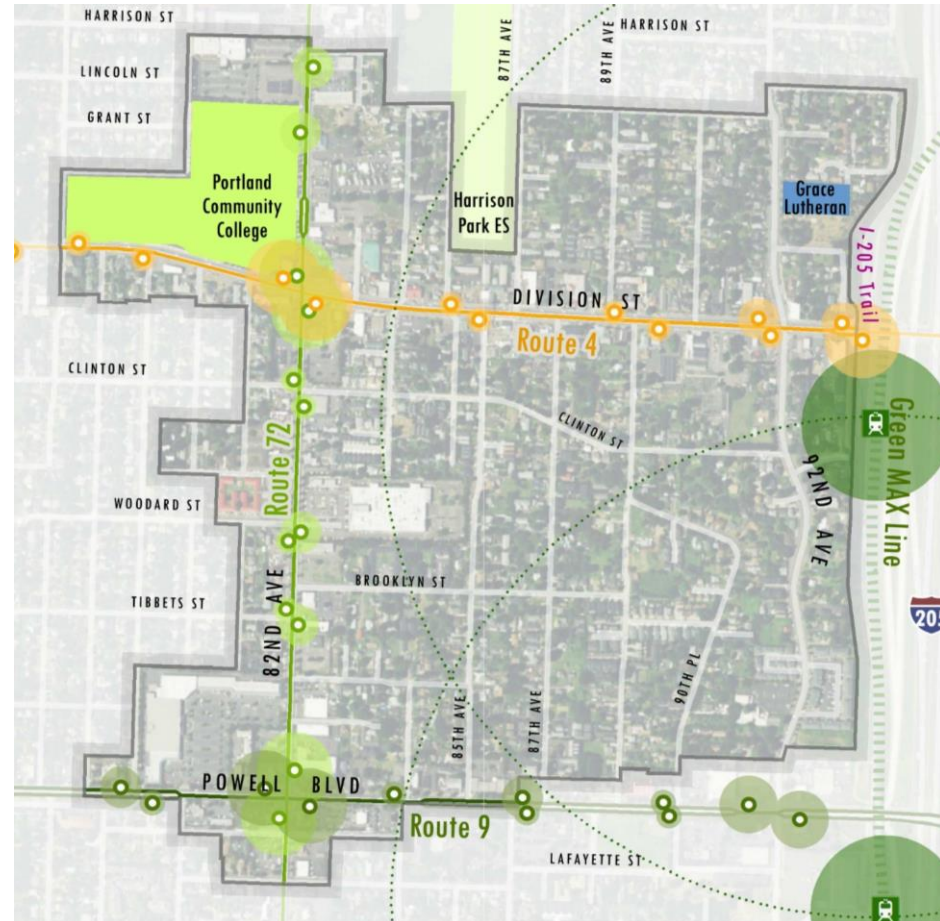 HARRISON ST
87TH AVE
89TH AVE
HARRISON ST
LINCOLN ST
GRANT ST
Portland
Community
College
Harrison
Park ES
Grace
Lutheran
I-205 Trail
DIVISION ST
Route 4
CLINTON ST
CLINTON ST
Route 72
Green MAX Line
92ND AVE
WOODARD ST
BROOKLYN ST
TIBBETS ST
82ND AVE
205
90TH PL
85TH AVE
87TH AVE
POWELL BLVD
Route 9
LAFAYETTE ST